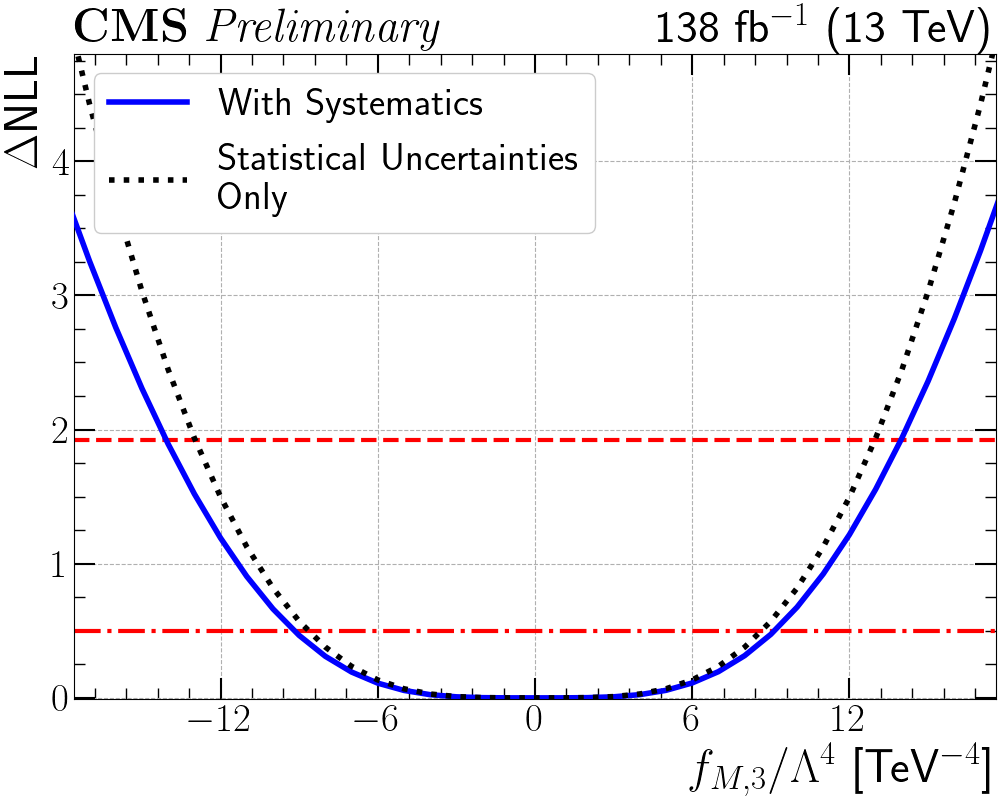 CMS Preliminary 138 fb⁻¹ (13 TeV)
ΔNLL
With Systematics
Statistical Uncertainties
Only
4
3
2
1
0
−12 −6 0 6 12
f_{M,3}/Λ⁴ [TeV⁻⁴]